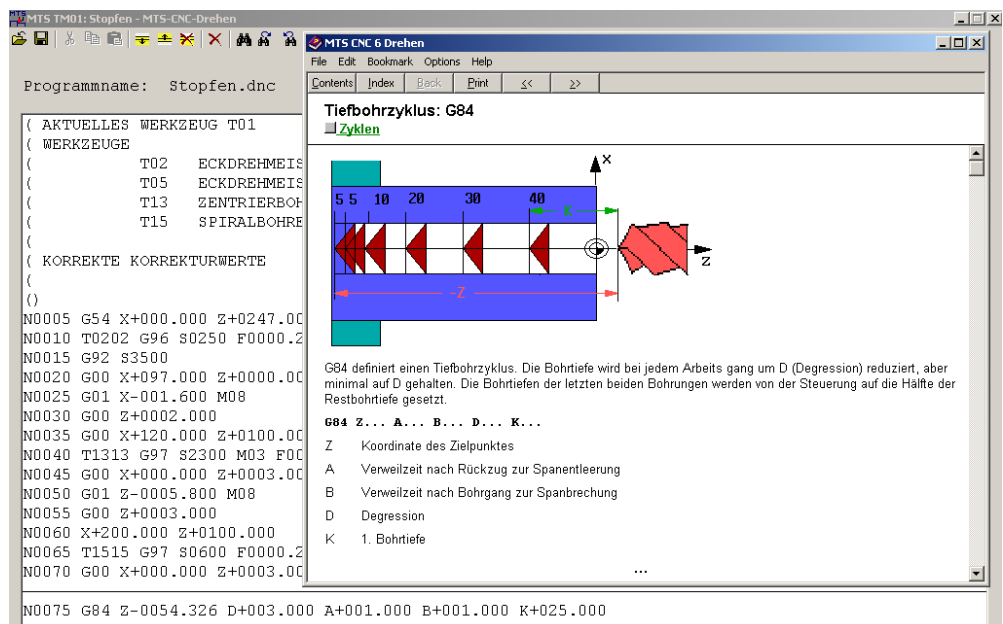 MTS TM01: Stopfen - MTS-CNC-Drehen
Programmname: Stopfen.dnc
( AKTUELLES WERKZEUG T01
( WERKZEUGE
( T02 ECKDREHMEIS
( T05 ECKDREHMEIS
( T13 ZENTRIERBOH
( T15 SPIRALBOHRE
(
( KORREKTE KORREKTURWERTE
(
()
N0005 G54 X+000.000 Z+0247.00
N0010 T0202 G96 S0250 F0000.2
N0015 G92 S3500
N0020 G00 X+097.000 Z+0000.00
N0025 G01 X-001.600 M08
N0030 G00 Z+0002.000
N0035 G00 X+120.000 Z+0100.00
N0040 T1313 G97 S2300 M03 F00
N0045 G00 X+000.000 Z+0003.00
N0050 G01 Z-0005.800 M08
N0055 G00 Z+0003.000
N0060 X+200.000 Z+0100.000
N0065 T1515 G97 S0600 F0000.2
N0070 G00 X+000.000 Z+0003.00
N0075 G84 Z-0054.326 D+003.000 A+001.000 B+001.000 K+025.000
MTS CNC 6 Drehen
File Edit Bookmark Options Help
Contents Index Back Print << >>
Tiefbohrzyklus: G84
Zyklen
X
5 5 10 20 30 40
K
Z
-Z
G84 definiert einen Tiefbohrzyklus. Die Bohrtiefe wird bei jedem Arbeits gang um D (Degression) reduziert, aber
minimal auf D gehalten. Die Bohrtiefen der letzten beiden Bohrungen werden von der Steuerung auf die Hälfte der
Restbohrtiefe gesetzt.
G84 Z... A... B... D... K...
Z Koordinate des Zielpunktes
A Verweilzeit nach Rückzug zur Spanentleerung
B Verweilzeit nach Bohrgang zur Spanbrechung
D Degression
K 1. Bohrtiefe
...